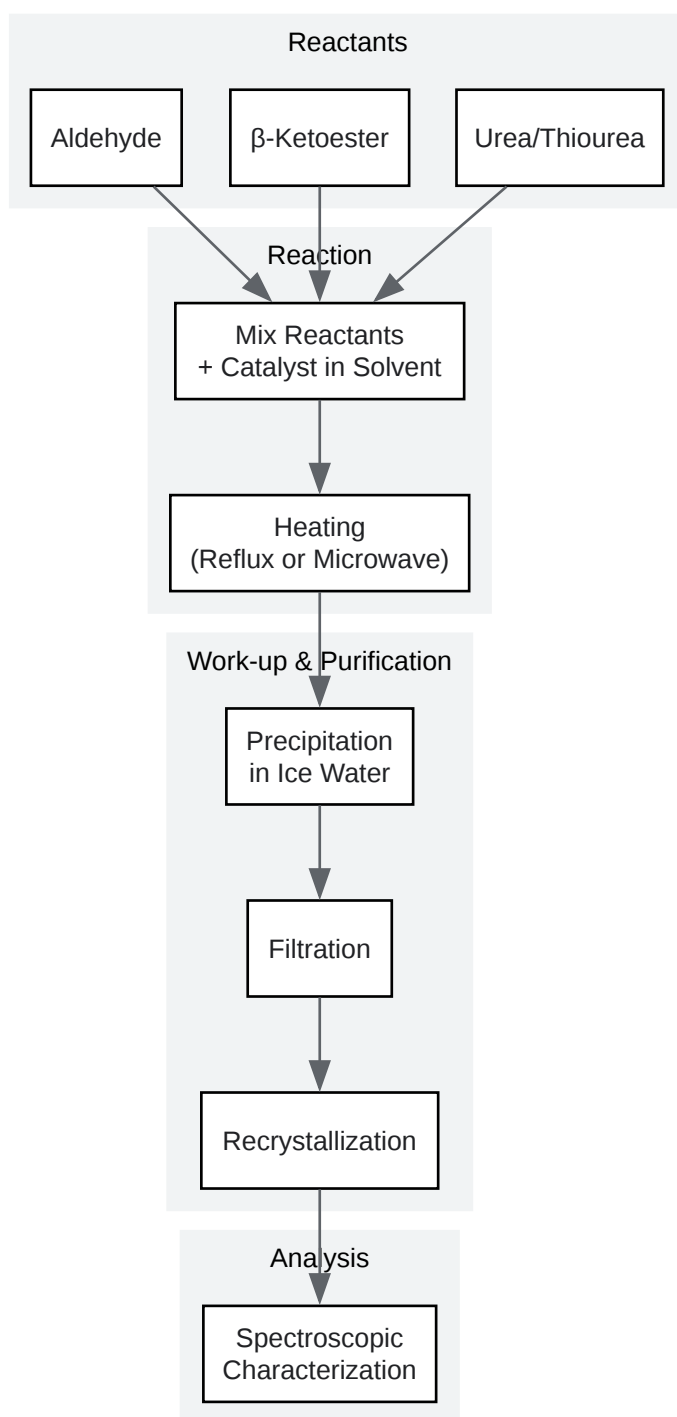 Reactants
Aldehyde
β-Ketoester
Urea/Thiourea
Reaction
Mix Reactants
+ Catalyst in Solvent
Heating
(Reflux or Microwave)
Work-up & Purification
Precipitation
in Ice Water
Filtration
Recrystallization
Analysis
Spectroscopic
Characterization